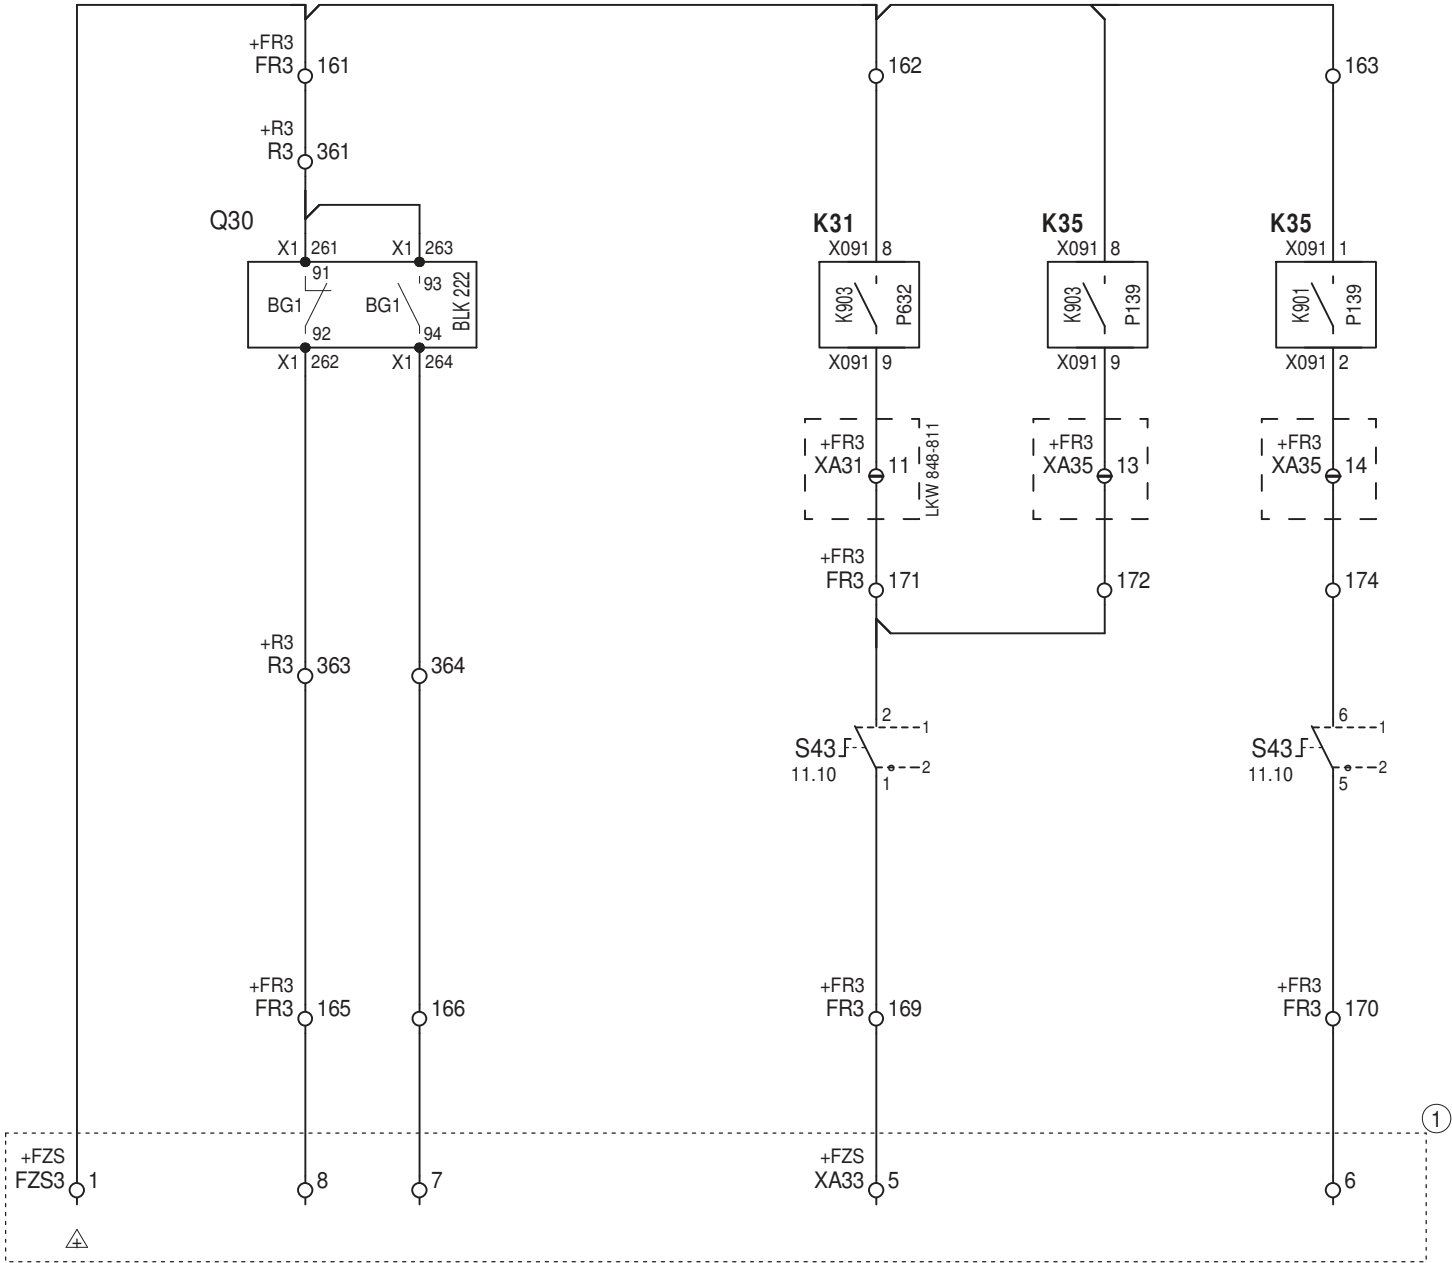 +FR3
FR3 161
162
163
+R3
R3 361
Q30
K31
K35
K35
X1 261
X1 263
X091 8
X091 8
X091 1
91
93
BG1
BG1
BLK 222
92
94
K903
P632
K903
P139
K901
P139
X1 262
X1 264
X091 9
X091 9
X091 2
+FR3
XA31 11
LKW 848-811
+FR3
XA35 13
+FR3
XA35 14
+FR3
FR3 171
172
174
+R3
R3 363
364
2
1
S43
2
11.10
1
6
1
S43
2
11.10
5
+FR3
FR3 165
166
+FR3
FR3 169
+FR3
FR3 170
1
+FZS
FZS3 1
8
7
+FZS
XA33 5
6
+